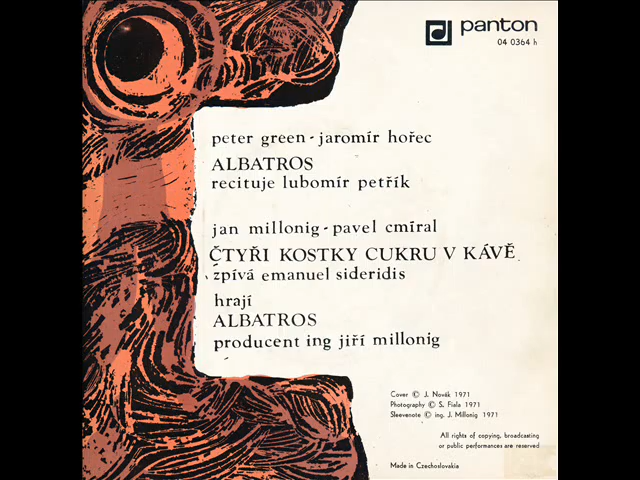 panton
04 0364 h
peter green - jaromír hořec
ALBATROS
recituje lubomír petřík
jan millonig - pavel cmíral
ČTYŘI KOSTKY CUKRU V KÁVĚ
zpívá emanuel sideridis
hrají
ALBATROS
producent ing jiří millonig
Cover © J. Novák 1971
Photography © S. Fiala 1971
Sleevenote © ing. J. Millonig 1971
All rights of copying, broadcasting
or public performances are reserved
Made in Czechoslovakia